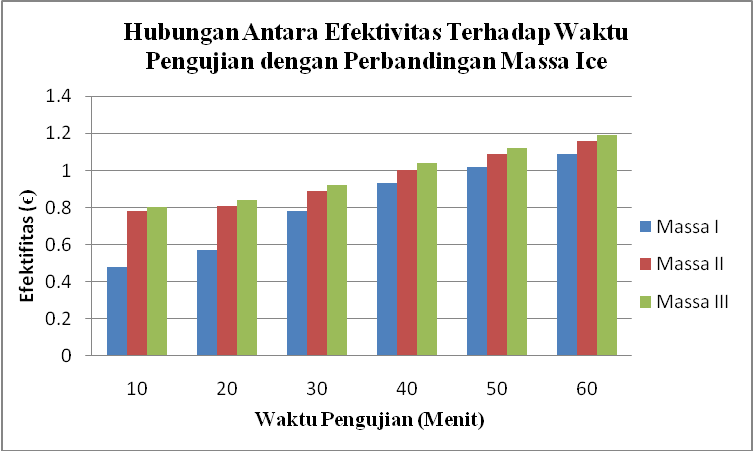 Hubungan Antara Efektivitas Terhadap Waktu
Pengujian dengan Perbandingan Massa Ice
Efektifitas (ϵ)
1.4
1.2
1
0.8
0.6
0.4
0.2
0
10 20 30 40 50 60
Waktu Pengujian (Menit)
Massa I
Massa II
Massa III